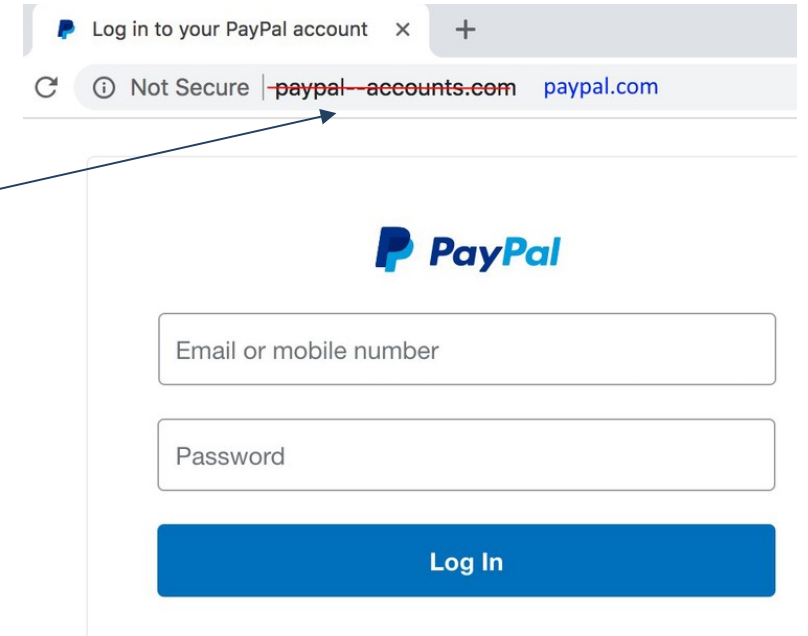 Log in to your PayPal account
Not Secure paypal--accounts.com paypal.com
PayPal
Email or mobile number
Password
Log In